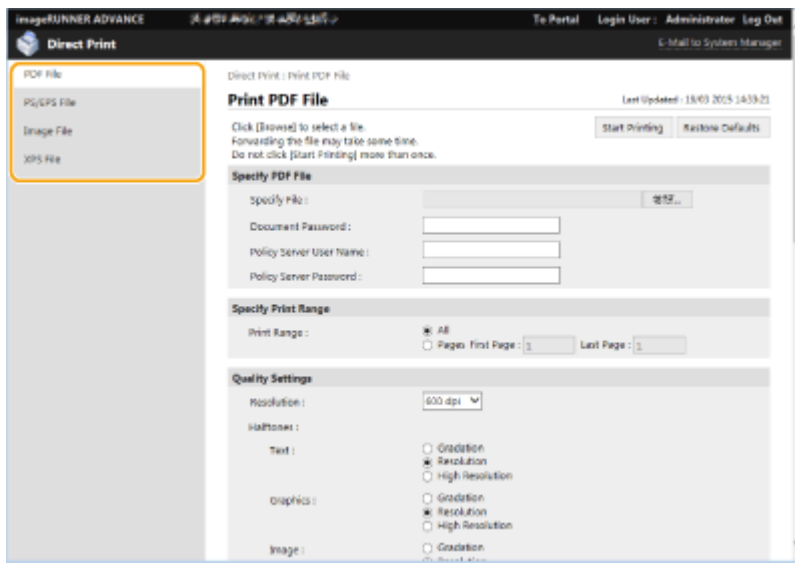 imageRUNNER ADVANCE To Portal Login User : Administrator Log Out
Direct Print E-Mail to System Manager
PDF File
PS/EPS File
Image File
XPS File
Direct Print : Print PDF File
Print PDF File Last Updated : 19/03 2015 14:33:21
Click [Browse] to select a file.
Forwarding the file may take some time.
Do not click [Start Printing] more than once.
Start Printing Restore Defaults
Specify PDF File
Specify File :
Document Password :
Policy Server User Name :
Policy Server Password :
Specify Print Range
Print Range : All
Pages First Page : 1 Last Page : 1
Quality Settings
Resolution : 600 dpi
Halftones :
Text : Gradation
Resolution
High Resolution
Graphics : Gradation
Resolution
High Resolution
Image : Gradation
Resolution